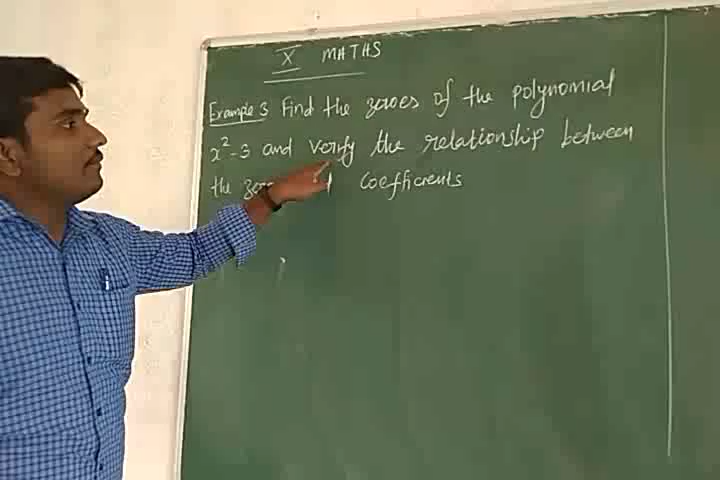 X MATHS
Example 3 Find the zeroes of the polynomial
x² - 3 and verify the relationship between
the coefficients